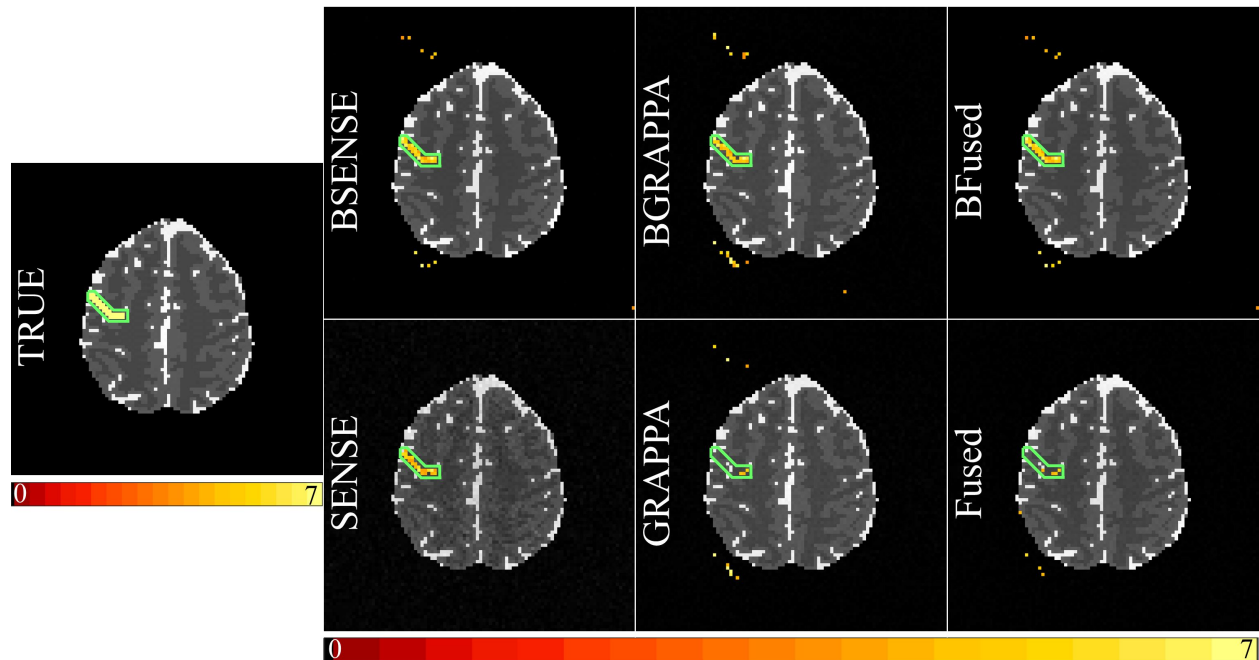 TRUE
0 7
BSENSE
BGRAPPA
BFused
SENSE
GRAPPA
Fused
0 7